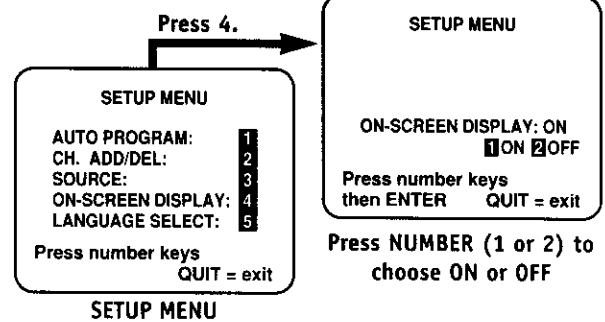 Press 4.
SETUP MENU
AUTO PROGRAM: 1
CH. ADD/DEL: 2
SOURCE: 3
ON-SCREEN DISPLAY: 4
LANGUAGE SELECT: 5
Press number keys
QUIT = exit
SETUP MENU
SETUP MENU
ON-SCREEN DISPLAY: ON
1 ON 2 OFF
Press number keys
then ENTER QUIT = exit
Press NUMBER (1 or 2) to
choose ON or OFF